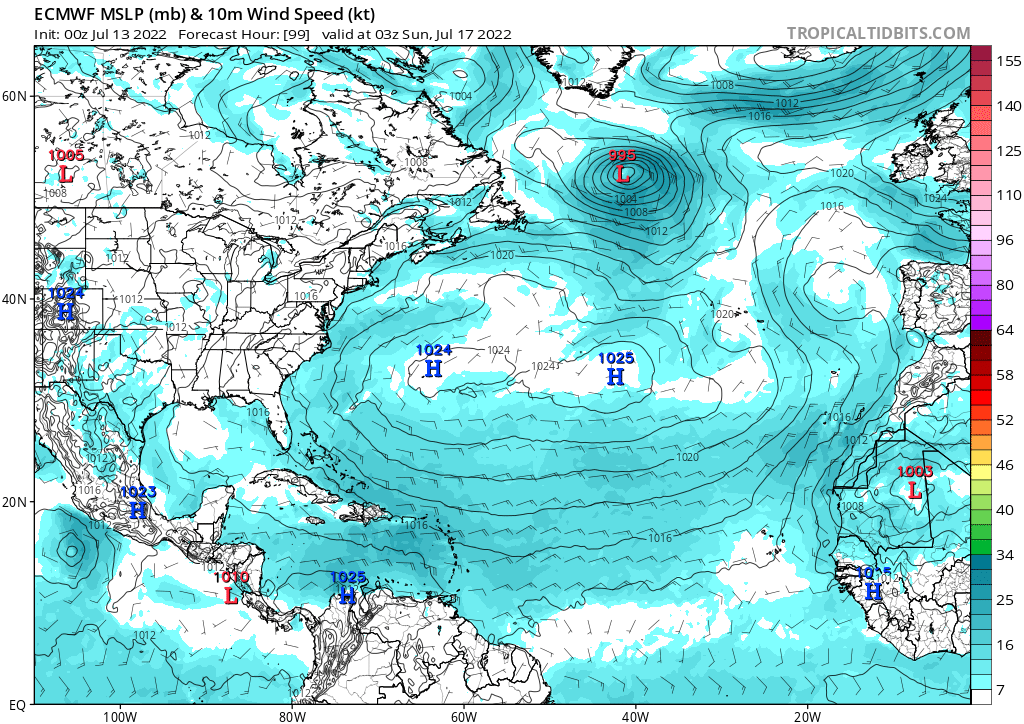 ECMWF MSLP (mb) & 10m Wind Speed (kt)
Init: 00z Jul 13 2022 Forecast Hour: [99] valid at 03z Sun, Jul 17 2022
TROPICALTIDBITS.COM
155
140
125
110
96
80
64
58
52
46
40
34
25
16
7
60N
40N
20N
EQ
100W
80W
60W
40W
20W
1012
1008
1004
1012
1016
1012
1005
L
1008
995
L
1020
1008
1012
1004
1008
1016
1024
1012
1012
1016
1020
1012
1024
H
1012
1016
1020
1012
1024
H
1024
1024
1025
H
1016
1016
1012
1012
1020
1003
L
1016
1023
H
1008
1012
1016
1016
1012
1010
L
1025
H
1012
H
1012
1012